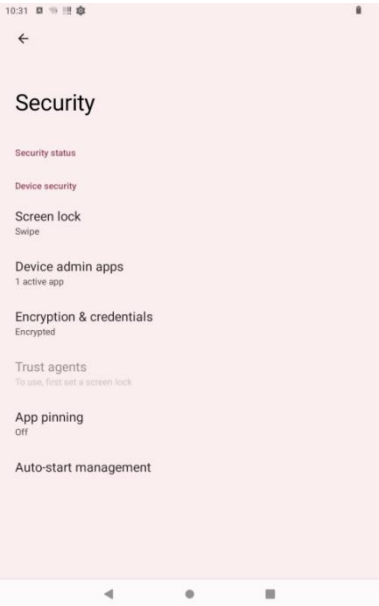 10:31
Security
Security status
Device security
Screen lock
Swipe
Device admin apps
1 active app
Encryption & credentials
Encrypted
Trust agents
To use, first set a screen lock
App pinning
Off
Auto-start management